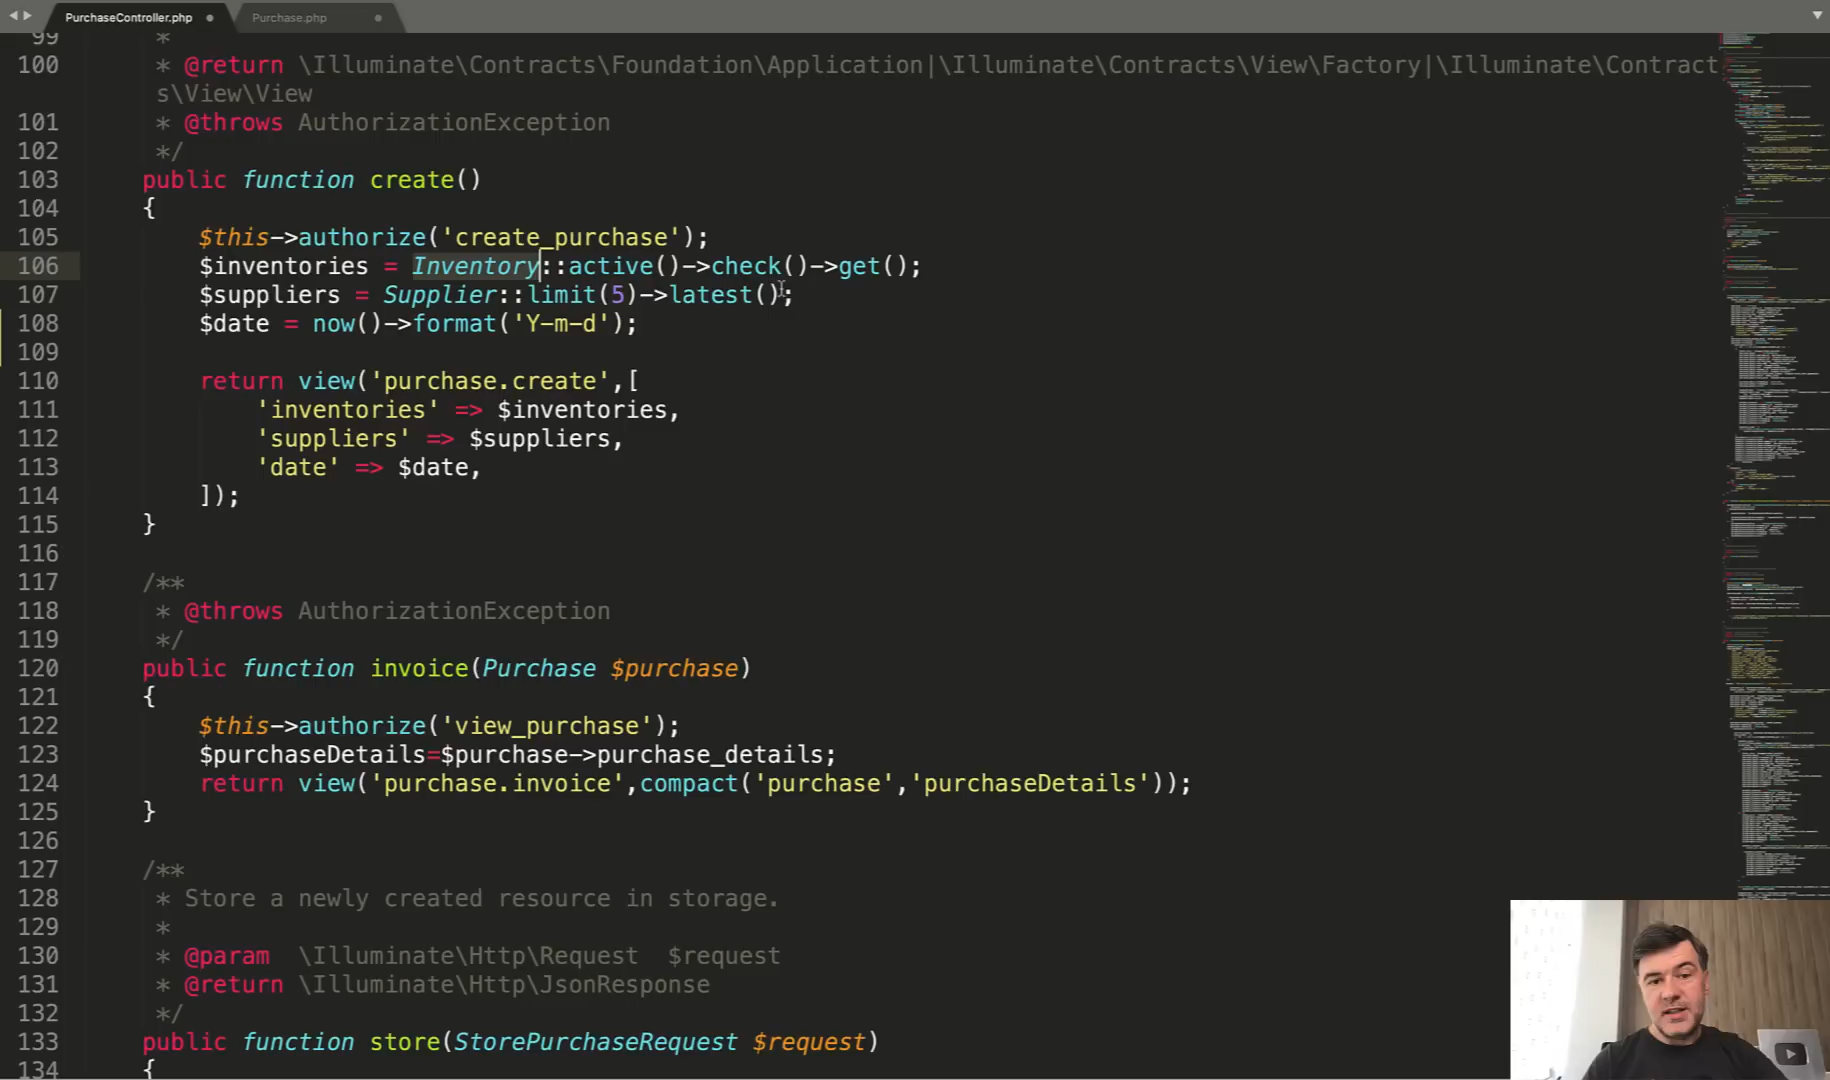 PurchaseController.php
Purchase.php
99 *
100 * @return \Illuminate\Contracts\Foundation\Application|\Illuminate\Contracts\View\Factory|\Illuminate\Contract
s\View\View
101 * @throws AuthorizationException
102 */
103 public function create()
104 {
105 $this->authorize('create_purchase');
106 $inventories = Inventory::active()->check()->get();
107 $suppliers = Supplier::limit(5)->latest();
108 $date = now()->format('Y-m-d');
109
110 return view('purchase.create',[
111 'inventories' => $inventories,
112 'suppliers' => $suppliers,
113 'date' => $date,
114 ]);
115 }
116
117 /**
118 * @throws AuthorizationException
119 */
120 public function invoice(Purchase $purchase)
121 {
122 $this->authorize('view_purchase');
123 $purchaseDetails=$purchase->purchase_details;
124 return view('purchase.invoice',compact('purchase','purchaseDetails'));
125 }
126
127 /**
128 * Store a newly created resource in storage.
129 *
130 * @param  \Illuminate\Http\Request  $request
131 * @return \Illuminate\Http\JsonResponse
132 */
133 public function store(StorePurchaseRequest $request)
134 {